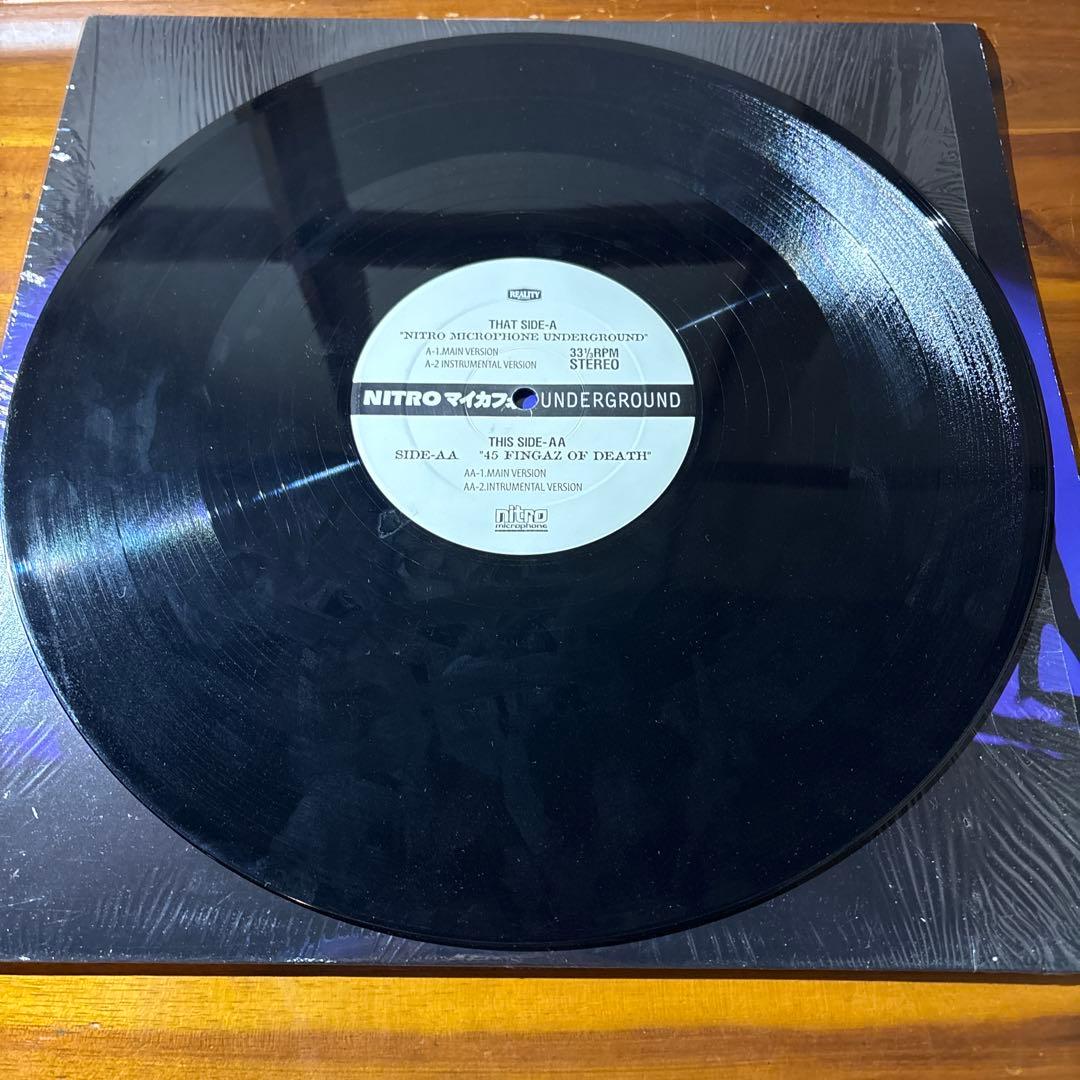 REALITY
THAT SIDE-A
"NITRO MICROPHONE UNDERGROUND"
A-1.MAIN VERSION 33⅓RPM
A-2 INSTRUMENTAL VERSION STEREO
NITRO マイカフ UNDERGROUND
THIS SIDE-AA
SIDE-AA "45 FINGAZ OF DEATH"
AA-1.MAIN VERSION
AA-2.INTRUMENTAL VERSION
nitro
microphone